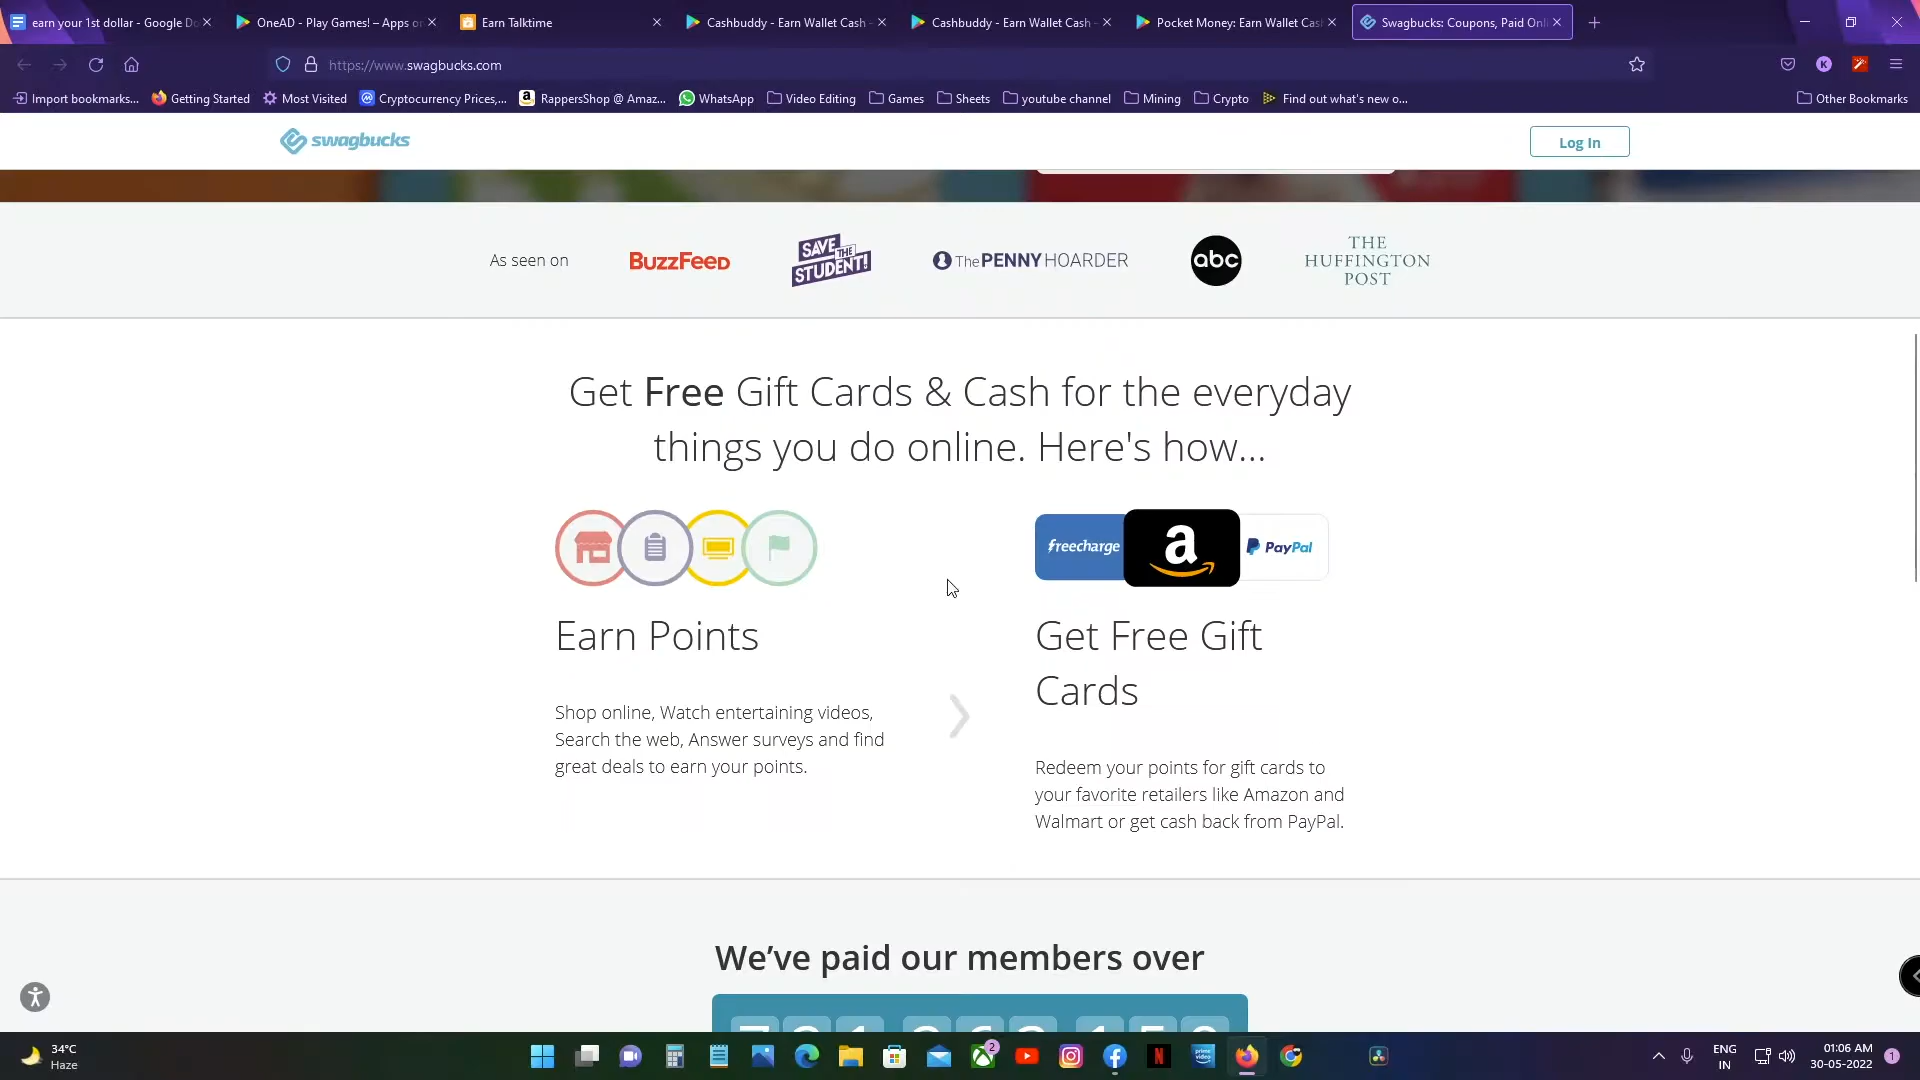 earn your 1st dollar - Google Do
OneAD - Play Games! – Apps o
Earn Talktime
Cashbuddy - Earn Wallet Cash -
Cashbuddy - Earn Wallet Cash -
Pocket Money: Earn Wallet Cas
Swagbucks: Coupons, Paid Onl
https://www.swagbucks.com
K
Import bookmarks...
Getting Started
Most Visited
Cryptocurrency Prices,...
RappersShop @ Amaz...
WhatsApp
Video Editing
Games
Sheets
youtube channel
Mining
Crypto
Find out what's new o...
Other Bookmarks
swagbucks
Log In
As seen on
BuzzFeed
SAVE THE STUDENT!
The PENNY HOARDER
abc
THE
HUFFINGTON
POST
Get Free Gift Cards & Cash for the everyday
things you do online. Here's how...
freecharge
a
PayPal
Earn Points
Get Free Gift
Cards
Shop online, Watch entertaining videos,
Search the web, Answer surveys and find
great deals to earn your points.
Redeem your points for gift cards to
your favorite retailers like Amazon and
Walmart or get cash back from PayPal.
We've paid our members over
34°C
Haze
2
N
prime video
ENG
IN
01:06 AM
30-05-2022
1